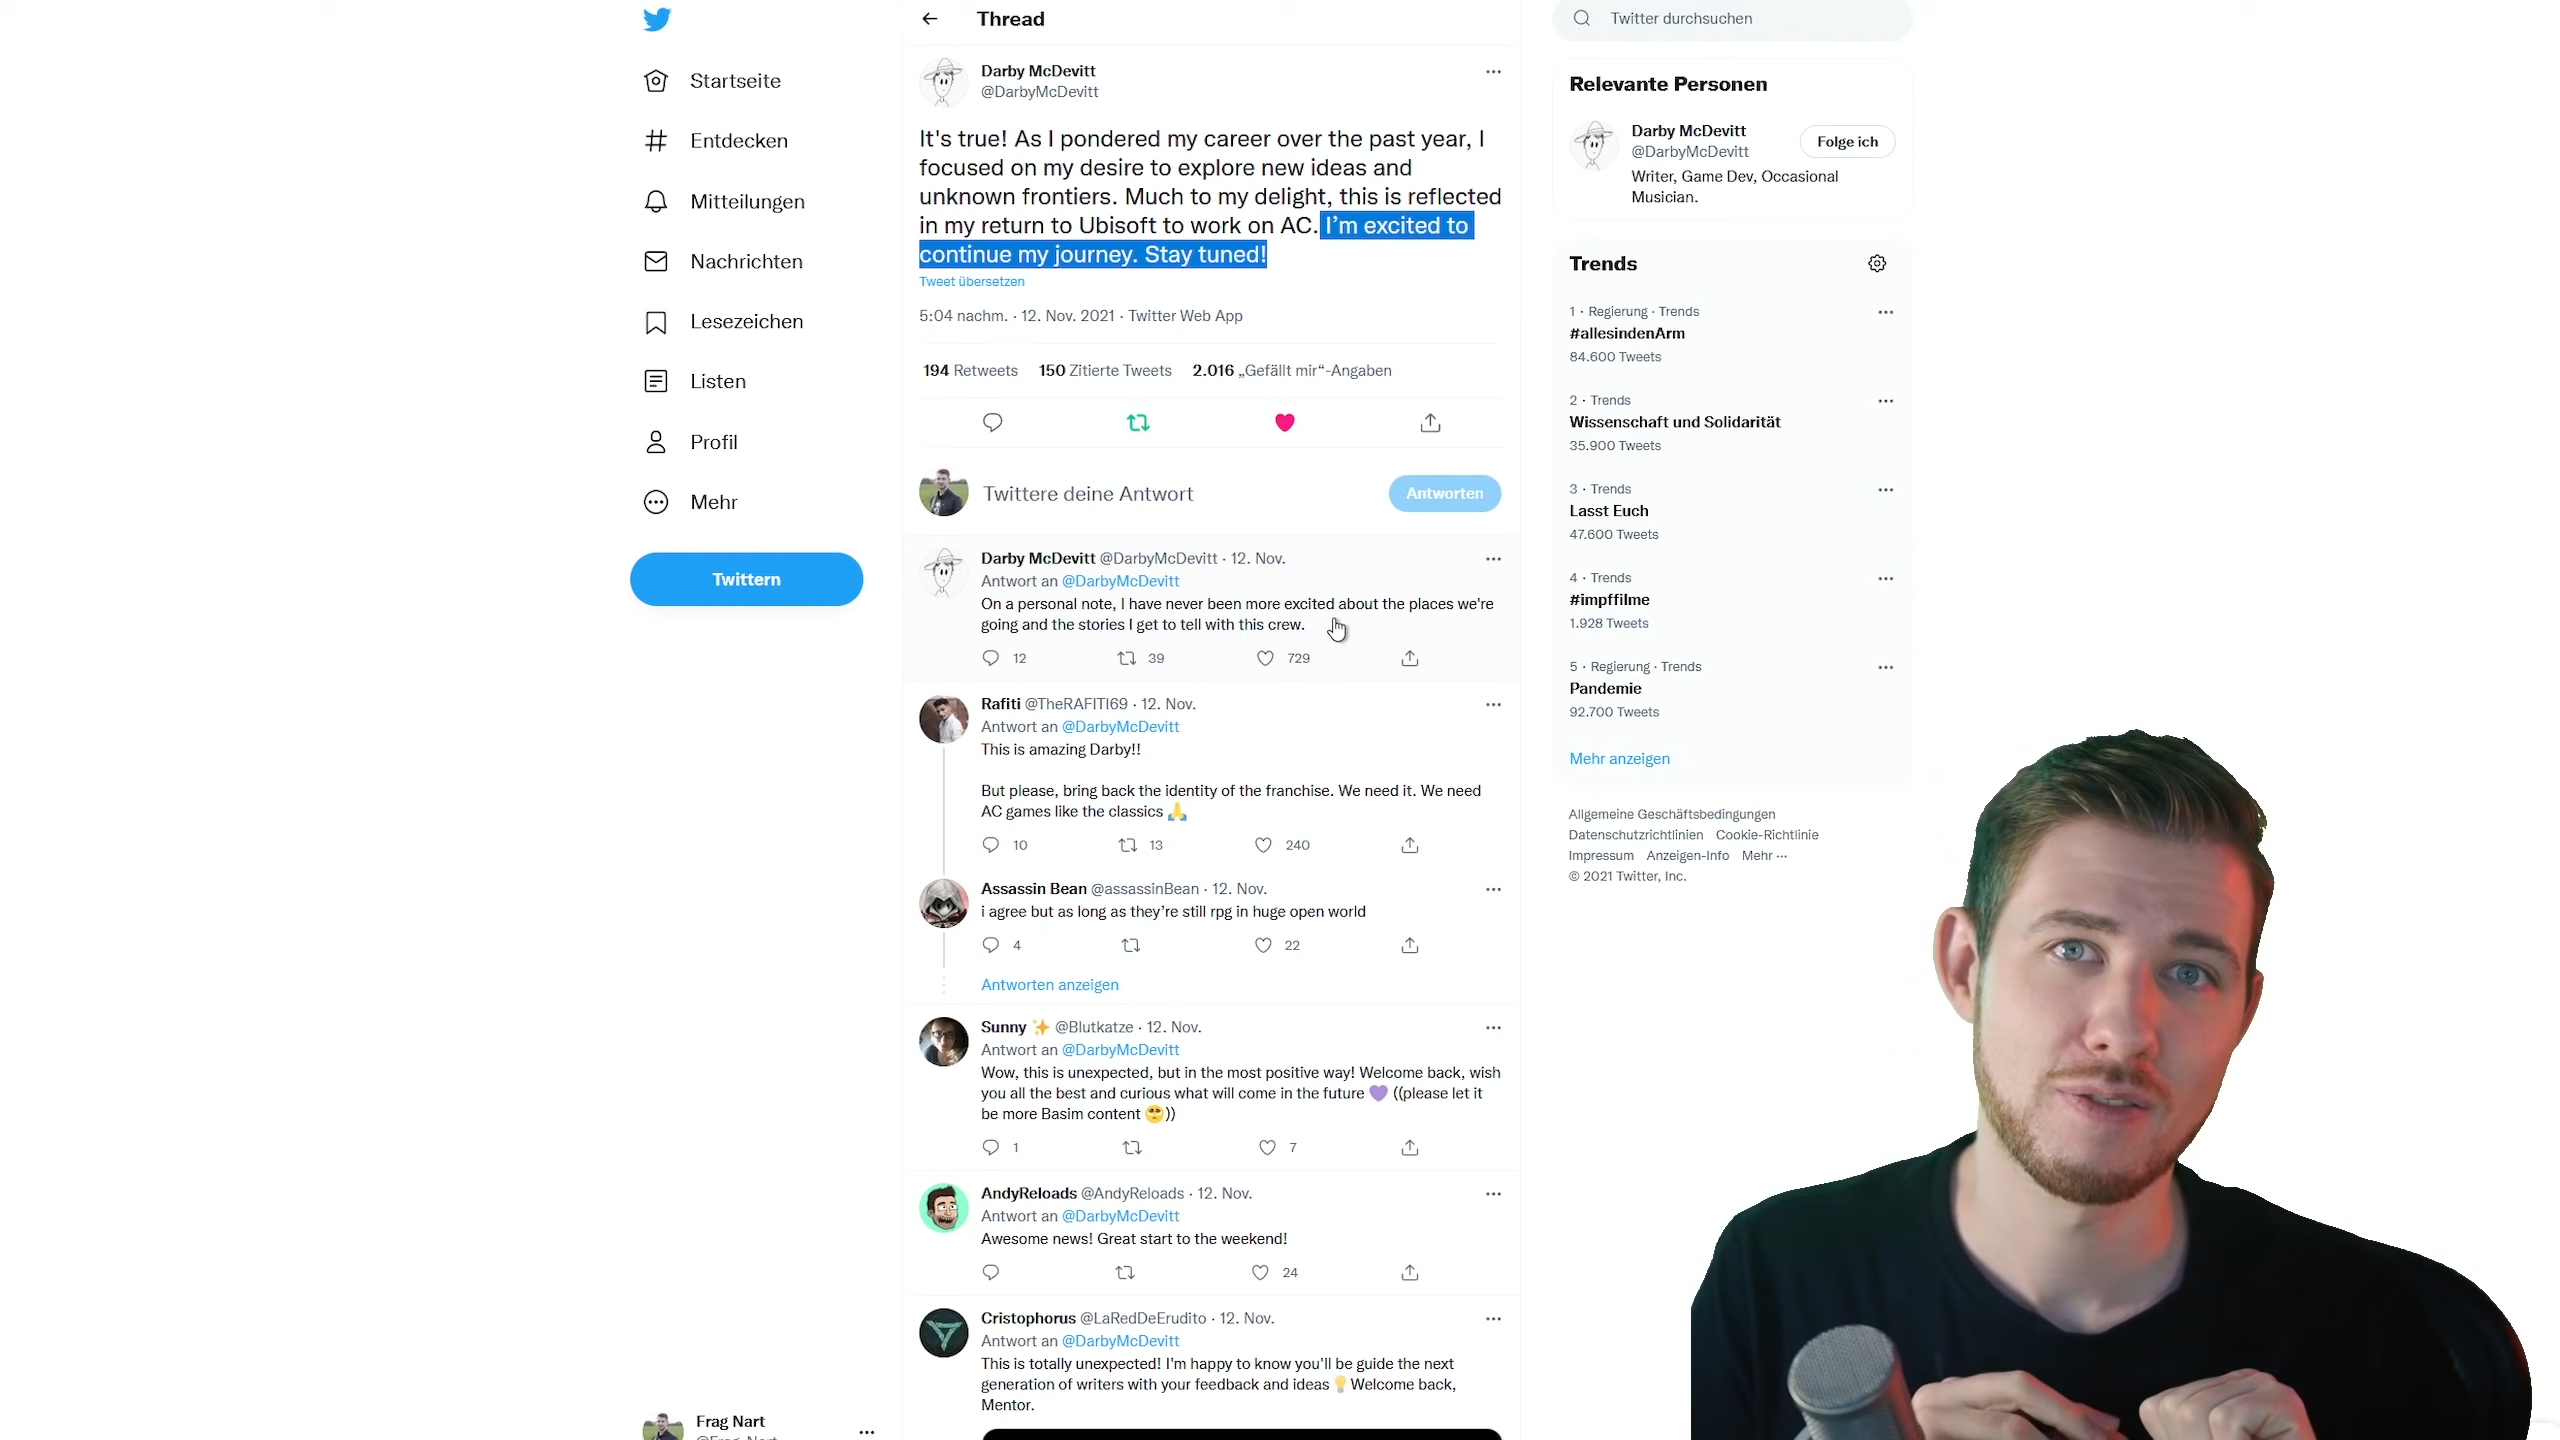 Startseite
Entdecken
Mitteilungen
Nachrichten
Lesezeichen
Listen
Profil
Mehr
Twittern
Frag Nart
Thread
Darby McDevitt
@DarbyMcDevitt
It's true! As I pondered my career over the past year, I
focused on my desire to explore new ideas and
unknown frontiers. Much to my delight, this is reflected
in my return to Ubisoft to work on AC. I’m excited to
continue my journey. Stay tuned!
Tweet übersetzen
5:04 nachm. · 12. Nov. 2021 · Twitter Web App
194 Retweets 150 Zitierte Tweets 2.016 „Gefällt mir“-Angaben
Twittere deine Antwort
Antworten
Darby McDevitt @DarbyMcDevitt · 12. Nov.
Antwort an @DarbyMcDevitt
On a personal note, I have never been more excited about the places we're
going and the stories I get to tell with this crew.
12 39 729
Rafiti @TheRAFITI69 · 12. Nov.
Antwort an @DarbyMcDevitt
This is amazing Darby!!
But please, bring back the identity of the franchise. We need it. We need
AC games like the classics 🙏
10 13 240
Assassin Bean @assassinBean · 12. Nov.
i agree but as long as they’re still rpg in huge open world
4 22
Antworten anzeigen
Sunny ✨ @Blutkatze · 12. Nov.
Antwort an @DarbyMcDevitt
Wow, this is unexpected, but in the most positive way! Welcome back, wish
you all the best and curious what will come in the future 💜 ((please let it
be more Basim content 🥺))
1 7
AndyReloads @AndyReloads · 12. Nov.
Antwort an @DarbyMcDevitt
Awesome news! Great start to the weekend!
24
Cristophorus @LaRedDeErudito · 12. Nov.
Antwort an @DarbyMcDevitt
This is totally unexpected! I'm happy to know you'll be guide the next
generation of writers with your feedback and ideas 💡 Welcome back,
Mentor.
Twitter durchsuchen
Relevante Personen
Darby McDevitt
@DarbyMcDevitt
Folge ich
Writer, Game Dev, Occasional
Musician.
Trends
1 · Regierung · Trends
#allesindenArm
84.600 Tweets
2 · Trends
Wissenschaft und Solidarität
35.900 Tweets
3 · Trends
Lasst Euch
47.600 Tweets
4 · Trends
#impffilme
1.928 Tweets
5 · Regierung · Trends
Pandemie
92.700 Tweets
Mehr anzeigen
Allgemeine Geschäftsbedingungen
Datenschutzrichtlinien Cookie-Richtlinie
Impressum Anzeigen-Info Mehr ···
© 2021 Twitter, Inc.